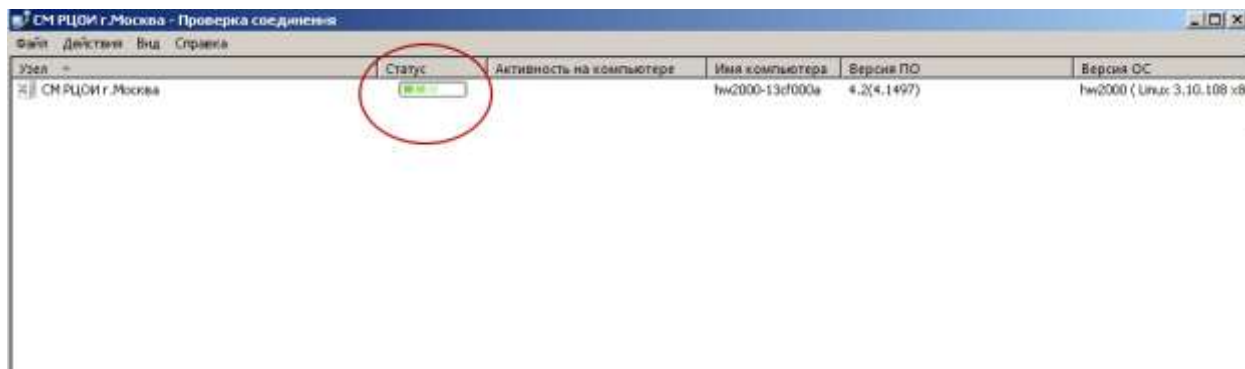 СМ РЦОИ г.Москва - Проверка соединения
Файл Действия Вид Справка
Узел Статус Активность на компьютере Имя компьютера Версия ПО Версия ОС
СМ РЦОИ г.Москва hw2000-13cf000a 4.2(4.1497) hw2000 ( Linux 3.10.108 x8